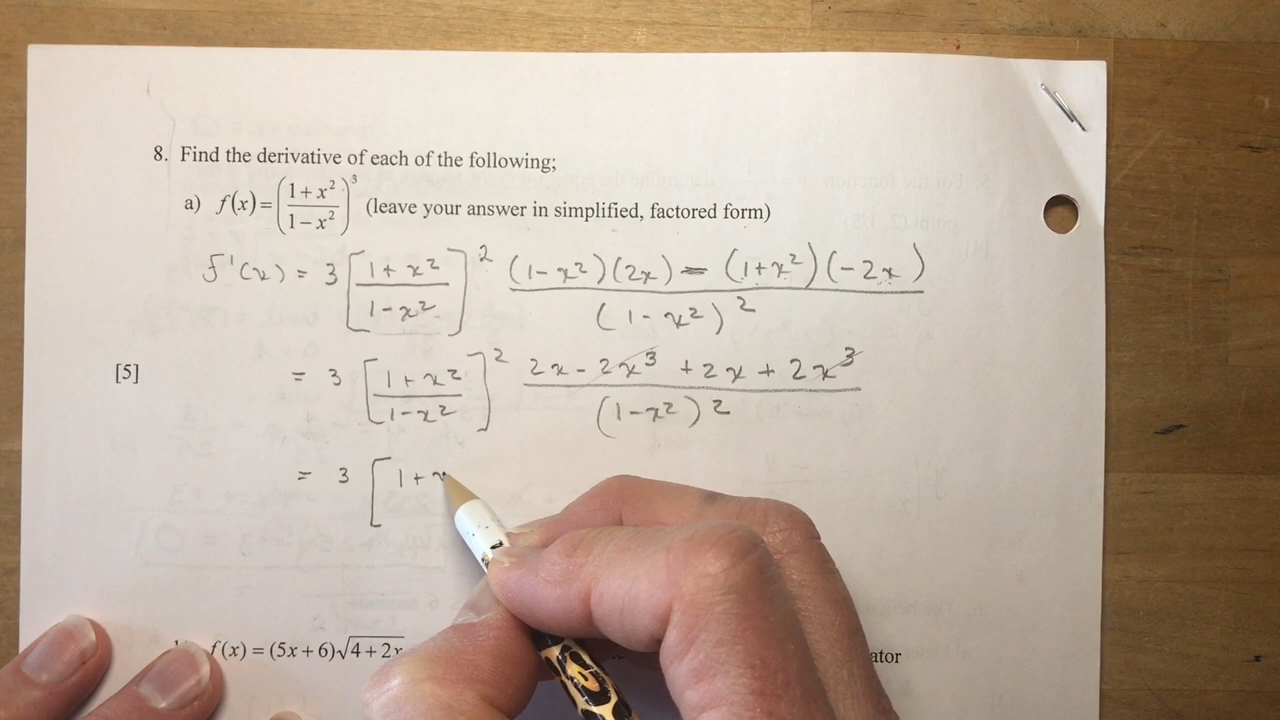 8. Find the derivative of each of the following;
a) f(x) = ((1+x²)/(1−x²))³ (leave your answer in simplified, factored form)
f'(x) = 3 [(1+x²)/(1−x²)]² ((1−x²)(2x) − (1+x²)(−2x))/(1−x²)²
[5] = 3 [(1+x²)/(1−x²)]² (2x − 2x³ + 2x + 2x³)/(1−x²)²
= 3 [1+x
f(x) = (5x+6)√4+2x ator